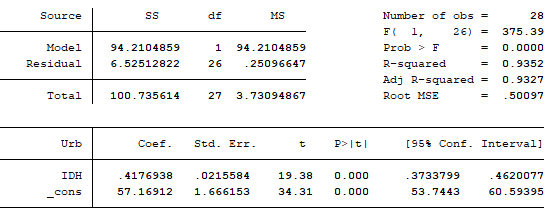 Source SS df MS Number of obs = 28
F( 1, 26) = 375.39
Model 94.2104859 1 94.2104859 Prob > F = 0.0000
Residual 6.52512822 26 .25096647 R-squared = 0.9352
Adj R-squared = 0.9327
Total 100.735614 27 3.73094867 Root MSE = .50097
Urb Coef. Std. Err. t P>|t| [95% Conf. Interval]
IDH .4176938 .0215584 19.38 0.000 .3733799 .4620077
_cons 57.16912 1.666153 34.31 0.000 53.7443 60.59395